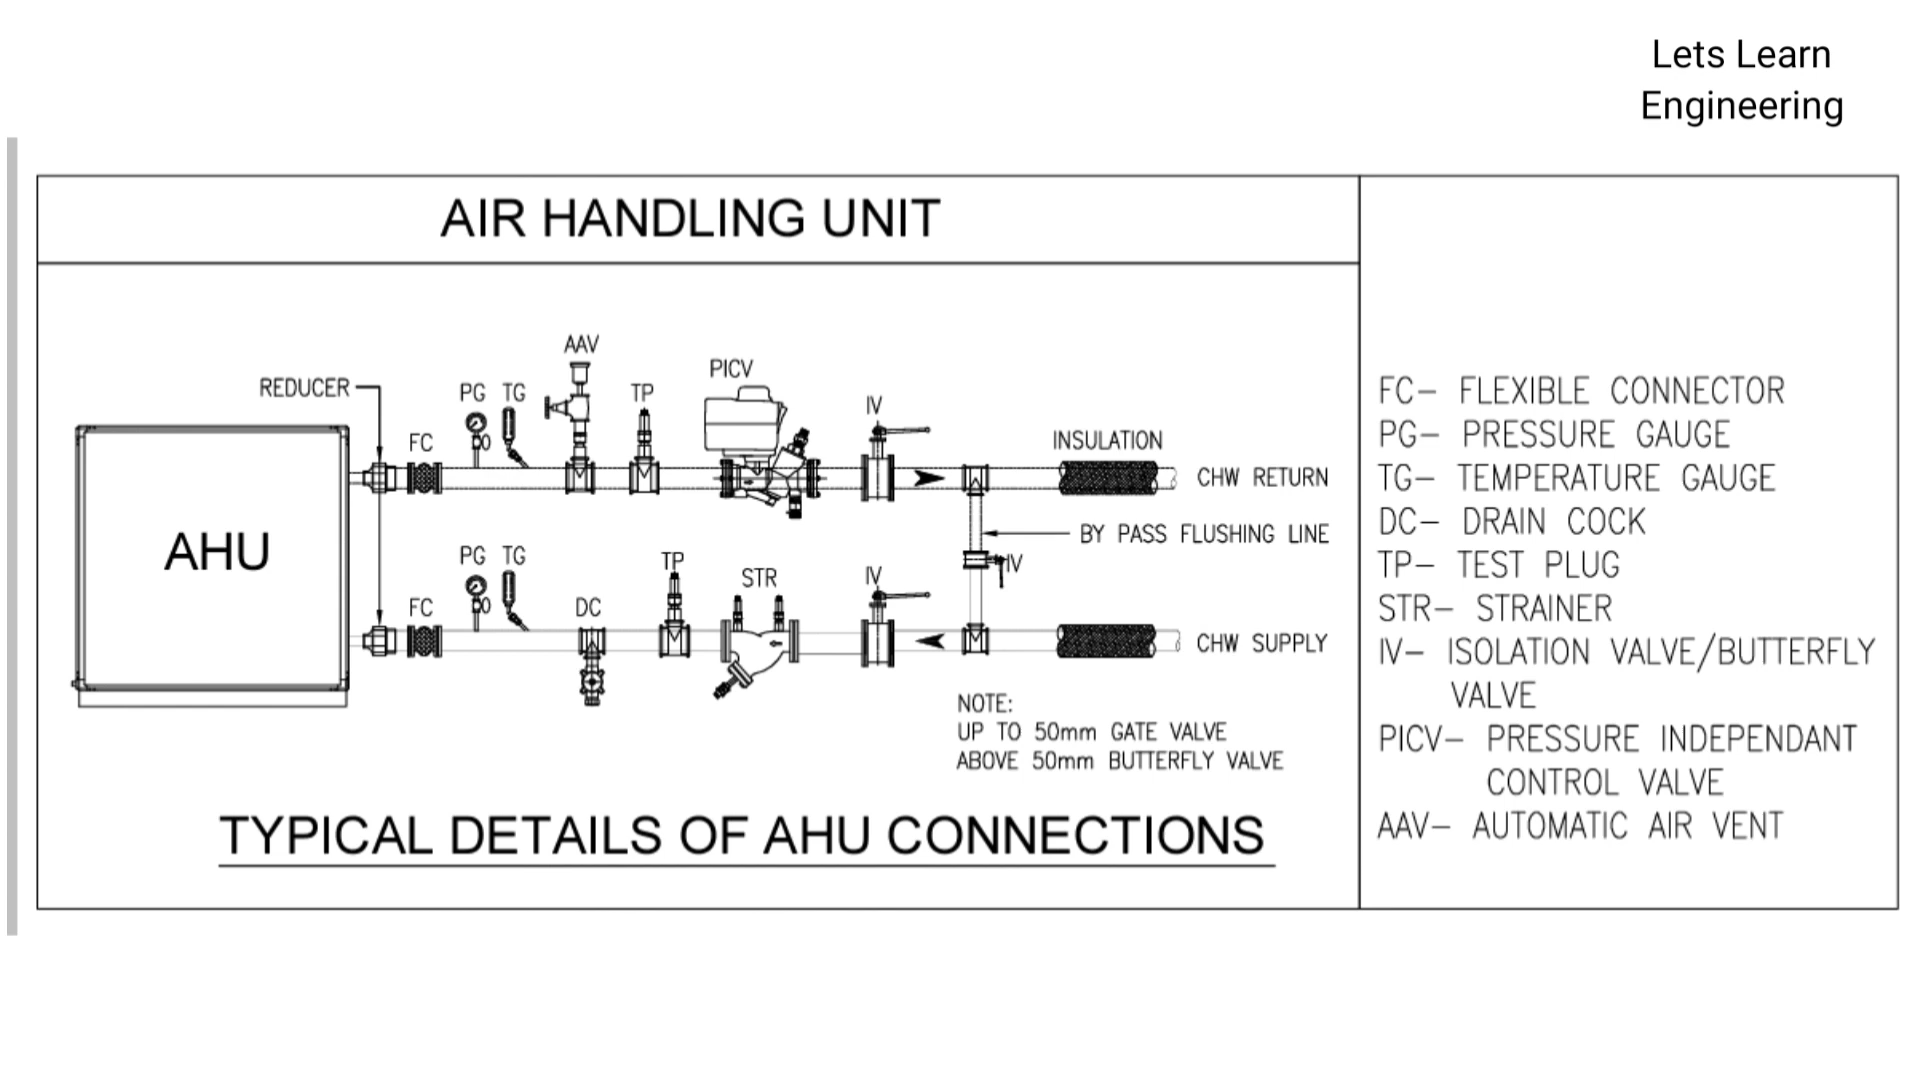 Lets Learn
Engineering
AIR HANDLING UNIT
AAV
PICV
REDUCER
PG TG
TP
IV
FC
INSULATION
CHW RETURN
BY PASS FLUSHING LINE
AHU
PG TG
TP
STR
IV
IV
FC
DC
CHW SUPPLY
NOTE:
UP TO 50mm GATE VALVE
ABOVE 50mm BUTTERFLY VALVE
TYPICAL DETAILS OF AHU CONNECTIONS
FC– FLEXIBLE CONNECTOR
PG– PRESSURE GAUGE
TG– TEMPERATURE GAUGE
DC– DRAIN COCK
TP– TEST PLUG
STR– STRAINER
IV– ISOLATION VALVE/BUTTERFLY
VALVE
PICV– PRESSURE INDEPENDANT
CONTROL VALVE
AAV– AUTOMATIC AIR VENT